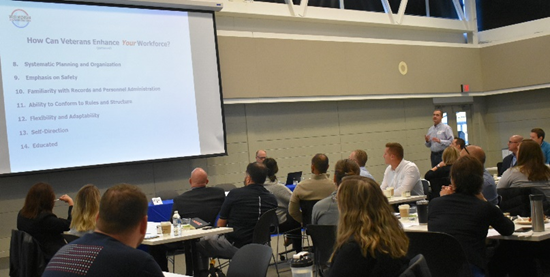 How Can Veterans Enhance Your Workforce?
8. Systematic Planning and Organization
9. Emphasis on Safety
10. Familiarity with Records and Personnel Administration
11. Ability to Conform to Rules and Structure
12. Flexibility and Adaptability
13. Self-Direction
14. Educated